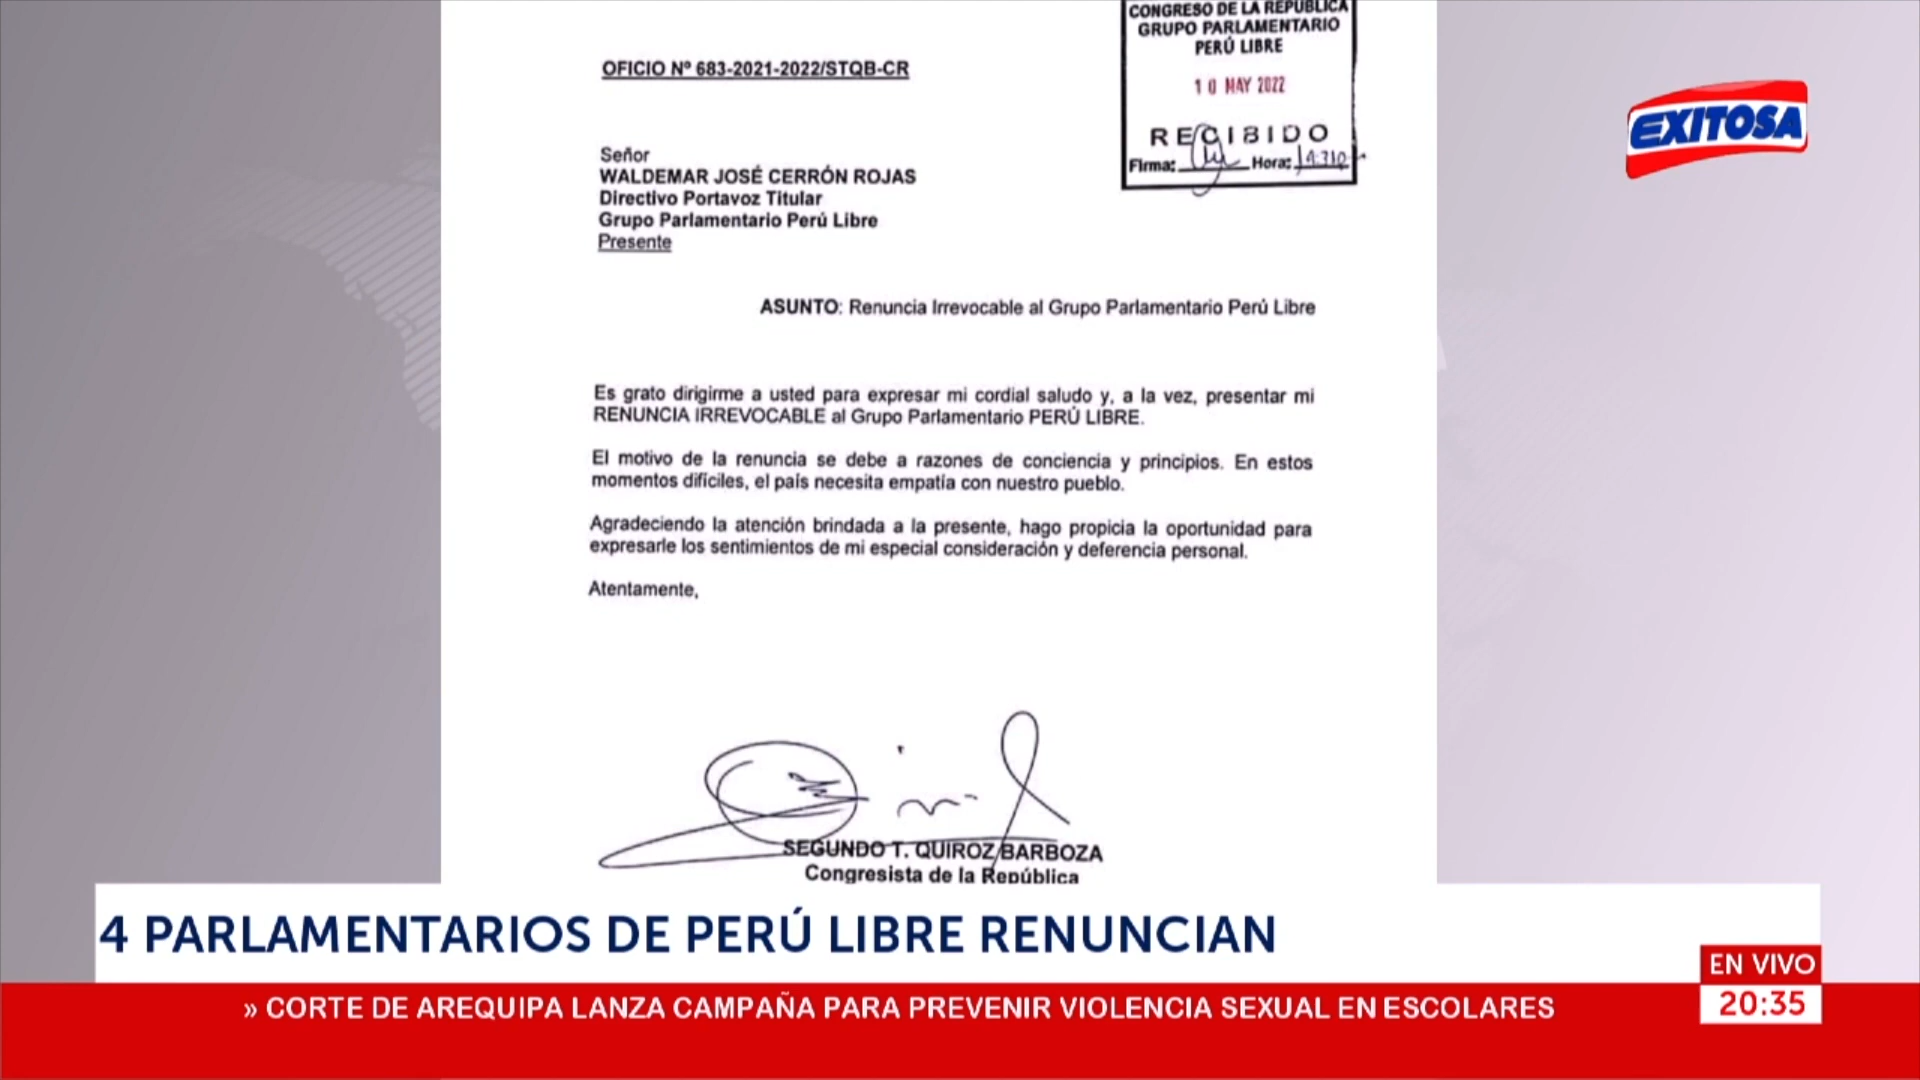 CONGRESO DE LA REPÚBLICA
GRUPO PARLAMENTARIO
PERÚ LIBRE
10 MAY 2022
RECIBIDO
Firma: Hora:
OFICIO Nº 683-2021-2022/STQB-CR
EXITOSA
Señor
WALDEMAR JOSÉ CERRÓN ROJAS
Directivo Portavoz Titular
Grupo Parlamentario Perú Libre
Presente
ASUNTO: Renuncia Irrevocable al Grupo Parlamentario Perú Libre
Es grato dirigirme a usted para expresar mi cordial saludo y, a la vez, presentar mi
RENUNCIA IRREVOCABLE al Grupo Parlamentario PERÚ LIBRE.
El motivo de la renuncia se debe a razones de conciencia y principios. En estos
momentos difíciles, el país necesita empatía con nuestro pueblo.
Agradeciendo la atención brindada a la presente, hago propicia la oportunidad para
expresarle los sentimientos de mi especial consideración y deferencia personal.
Atentamente,
SEGUNDO T. QUIROZ BARBOZA
Congresista de la República
4 PARLAMENTARIOS DE PERÚ LIBRE RENUNCIAN
EN VIVO
» CORTE DE AREQUIPA LANZA CAMPAÑA PARA PREVENIR VIOLENCIA SEXUAL EN ESCOLARES
20:35